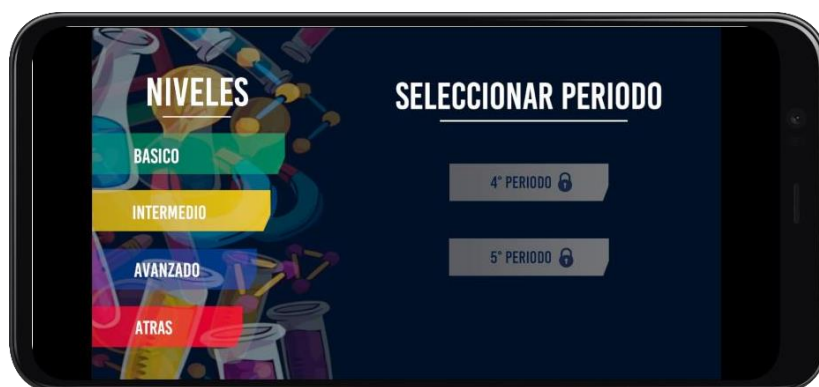 NIVELES
BASICO
INTERMEDIO
AVANZADO
ATRAS
SELECCIONAR PERIODO
4° PERIODO
5° PERIODO